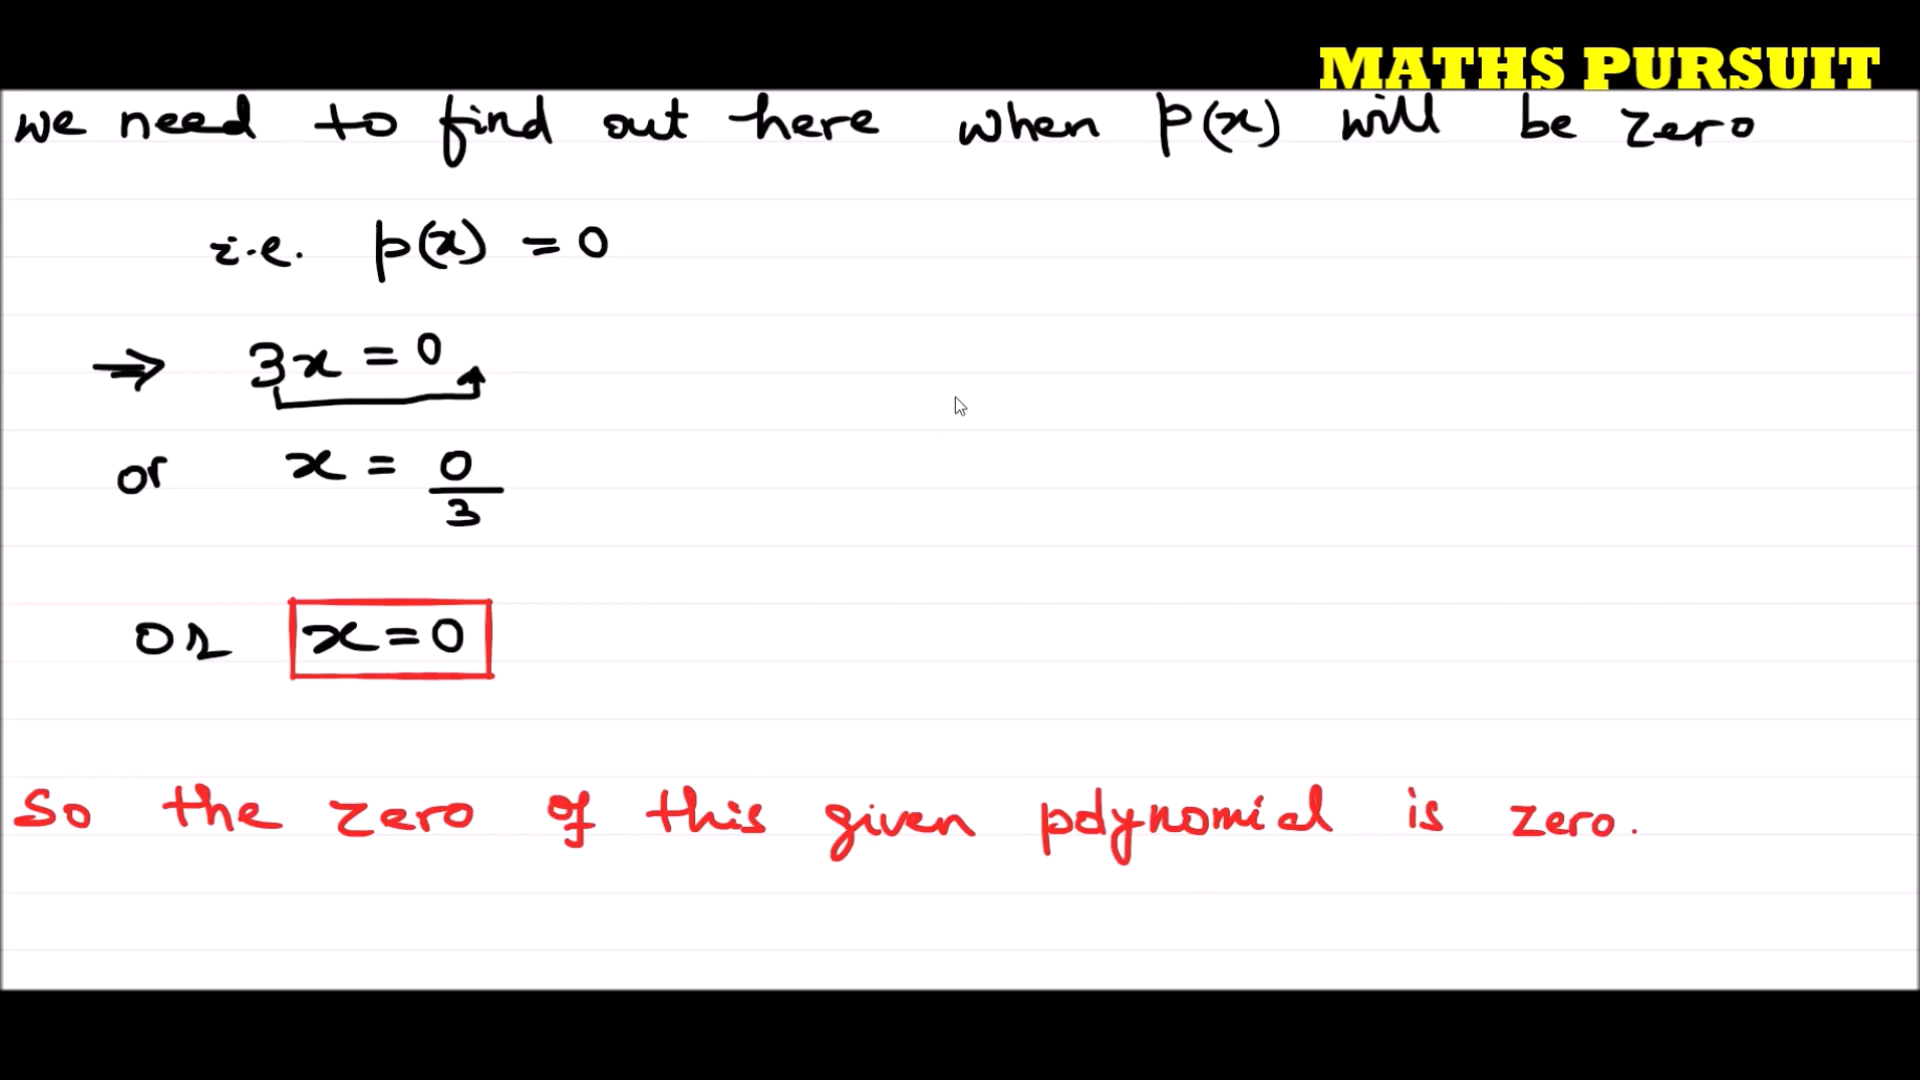 MATHS PURSUIT
we need to find out here when p(x) will be zero
i.e. p(x) = 0
⇒ 3x = 0
or x = 0/3
or x = 0
So the zero of this given polynomial is zero.